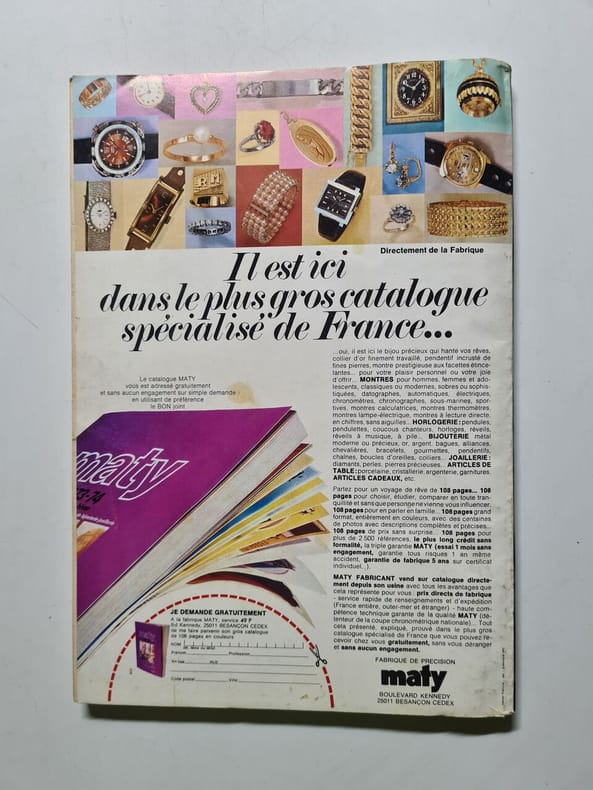 Directement de la Fabrique
Il est ici
dans le plus gros catalogue
spécialisé de France...
Le catalogue MATY
vous est adressé gratuitement
et sans aucun engagement sur simple demande
en utilisant de préférence
le BON joint
...oui, il est ici le bijou précieux qui hante vos rêves,
collier d'or finement travaillé, pendentif incrusté de
fines pierres, montre prestigieuse aux facettes étince-
lantes... pour votre plaisir personnel ou votre joie
d'offrir... MONTRES pour hommes, femmes et ado-
lescents, classiques ou modernes, sobres ou sophis-
tiquées, datographes, automatiques, électriques,
chronomètres, chronographes, sous-marines, spor-
tives, montres calculatrices, montres thermomètres,
montres lampe-électrique, montres à lecture directe,
en chiffres, sans aiguilles... HORLOGERIE: pendules,
pendulettes, coucous chanteurs, horloges, réveils,
réveils à musique, à pile... BIJOUTERIE métal
moderne ou précieux, or, argent, bagues, alliances,
chevalières, bracelets, gourmettes, pendentifs,
chaînes, boucles d'oreilles, colliers... JOAILLERIE:
diamants, perles, pierres précieuses... ARTICLES DE
TABLE: porcelaine, cristallerie, argenterie, garnitures.
ARTICLES CADEAUX, etc.
Partez pour un voyage de rêve de 108 pages... 108
pages pour choisir, étudier, comparer en toute tran-
quillité et sans que personne ne vienne vous influencer.
108 pages pour en parler en famille... 108 pages grand
format, entièrement en couleurs, avec des centaines
de photos avec descriptions complètes et précises...
108 pages de prix sans surprise... 108 pages pour
plus de 2.500 références, le plus long crédit sans
formalité, la triple garantie MATY (essai 1 mois sans
engagement, garantie tous risques 1 an même
accident, garantie de fabrique 5 ans sur certificat
individuel...).
MATY FABRICANT vend sur catalogue directe-
ment depuis son usine avec tous les avantages que
cela représente pour vous : prix directs de fabrique
- service rapide de renseignements et d'expédition
(France entière, outre-mer et étranger) - haute com-
pétence technique garante de la qualité MATY (dé-
tenteur de la coupe chronométrique nationale)... Tout
cela présenté, expliqué, prouvé dans le plus gros
catalogue spécialisé de France que vous pouvez re-
cevoir chez vous gratuitement, sans vous déranger
et sans aucun engagement.
FABRIQUE DE PRECISION
maty
BOULEVARD KENNEDY
25011 BESANÇON CEDEX
maty
73-74
JE DEMANDE GRATUITEMENT
A la fabrique MATY, service 49 F
Bd Kennedy, 25011 BESANÇON CEDEX
de me faire parvenir son gros catalogue
de 108 pages en couleurs
NOM
M. Mme ou Mlle
Prénom Profession
N° RUE
Code postal Ville